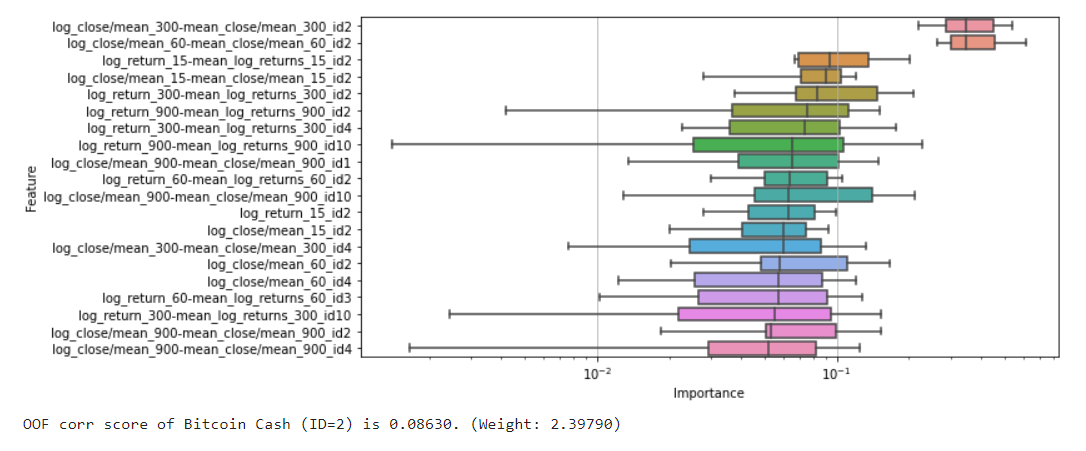 log_close/mean_300-mean_close/mean_300_id2
log_close/mean_60-mean_close/mean_60_id2
log_return_15-mean_log_returns_15_id2
log_close/mean_15-mean_close/mean_15_id2
log_return_300-mean_log_returns_300_id2
log_return_900-mean_log_returns_900_id2
log_return_300-mean_log_returns_300_id4
log_return_900-mean_log_returns_900_id10
log_close/mean_900-mean_close/mean_900_id1
log_return_60-mean_log_returns_60_id2
log_close/mean_900-mean_close/mean_900_id10
log_return_15_id2
log_close/mean_15_id2
log_close/mean_300-mean_close/mean_300_id4
log_close/mean_60_id2
log_close/mean_60_id4
log_return_60-mean_log_returns_60_id3
log_return_300-mean_log_returns_300_id10
log_close/mean_900-mean_close/mean_900_id2
log_close/mean_900-mean_close/mean_900_id4
Feature
10⁻² 10⁻¹
Importance
OOF corr score of Bitcoin Cash (ID=2) is 0.08630. (Weight: 2.39790)